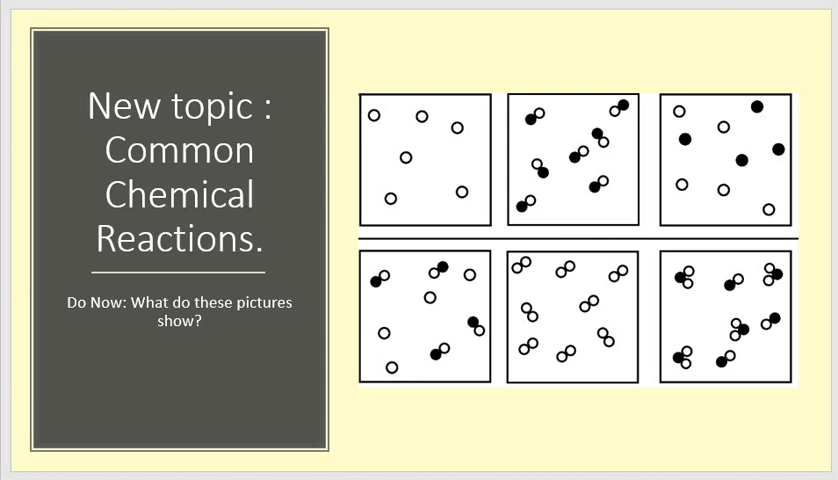 New topic :
Common
Chemical
Reactions.
Do Now: What do these pictures
show?